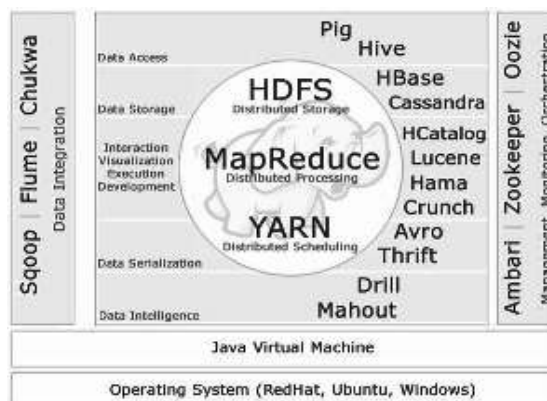 Sqoop | Flume | Chukwa
Data Integration
Pig
Hive
Data Access
HDFS
Distributed Storage
HBase
Cassandra
Data Storage
Interaction
Visualization
Execution
Development
MapReduce
Distributed Processing
HCatalog
Lucene
Hama
Crunch
YARN
Distributed Scheduling
Avro
Thrift
Data Serialization
Drill
Mahout
Data Intelligence
Ambari | Zookeeper | Oozie
Management, Monitoring, Orchestration
Java Virtual Machine
Operating System (RedHat, Ubuntu, Windows)